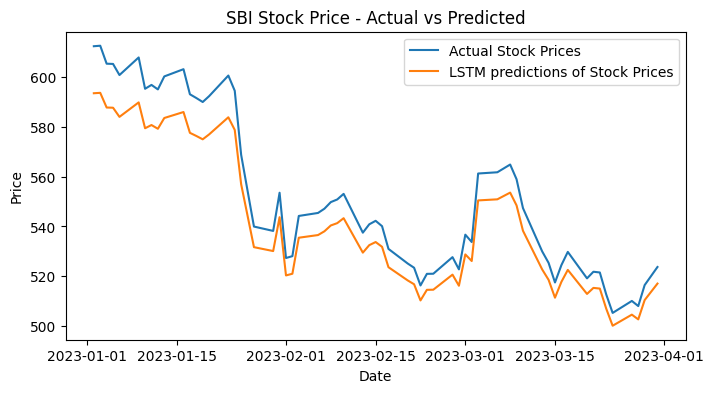 SBI Stock Price - Actual vs Predicted
Actual Stock Prices
LSTM predictions of Stock Prices
Price
600
580
560
540
520
500
2023-01-01 2023-01-15 2023-02-01 2023-02-15 2023-03-01 2023-03-15 2023-04-01
Date